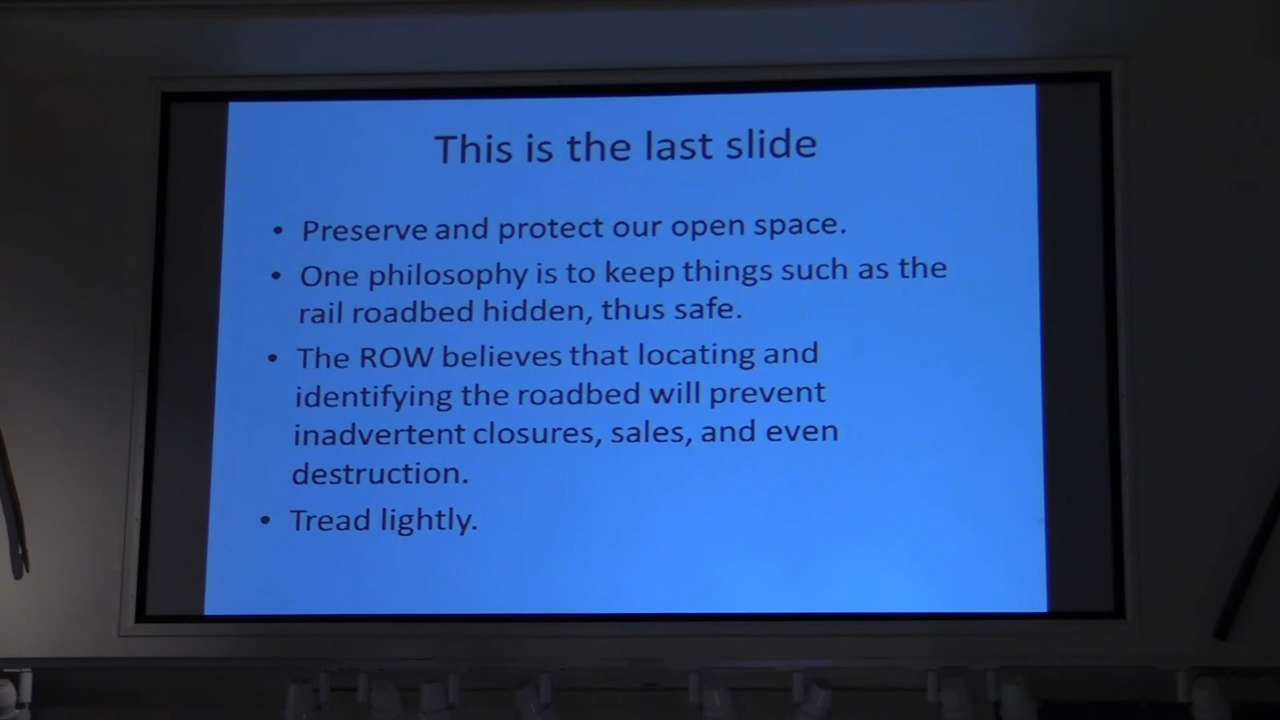 This is the last slide
• Preserve and protect our open space.
• One philosophy is to keep things such as the
rail roadbed hidden, thus safe.
• The ROW believes that locating and
identifying the roadbed will prevent
inadvertent closures, sales, and even
destruction.
• Tread lightly.